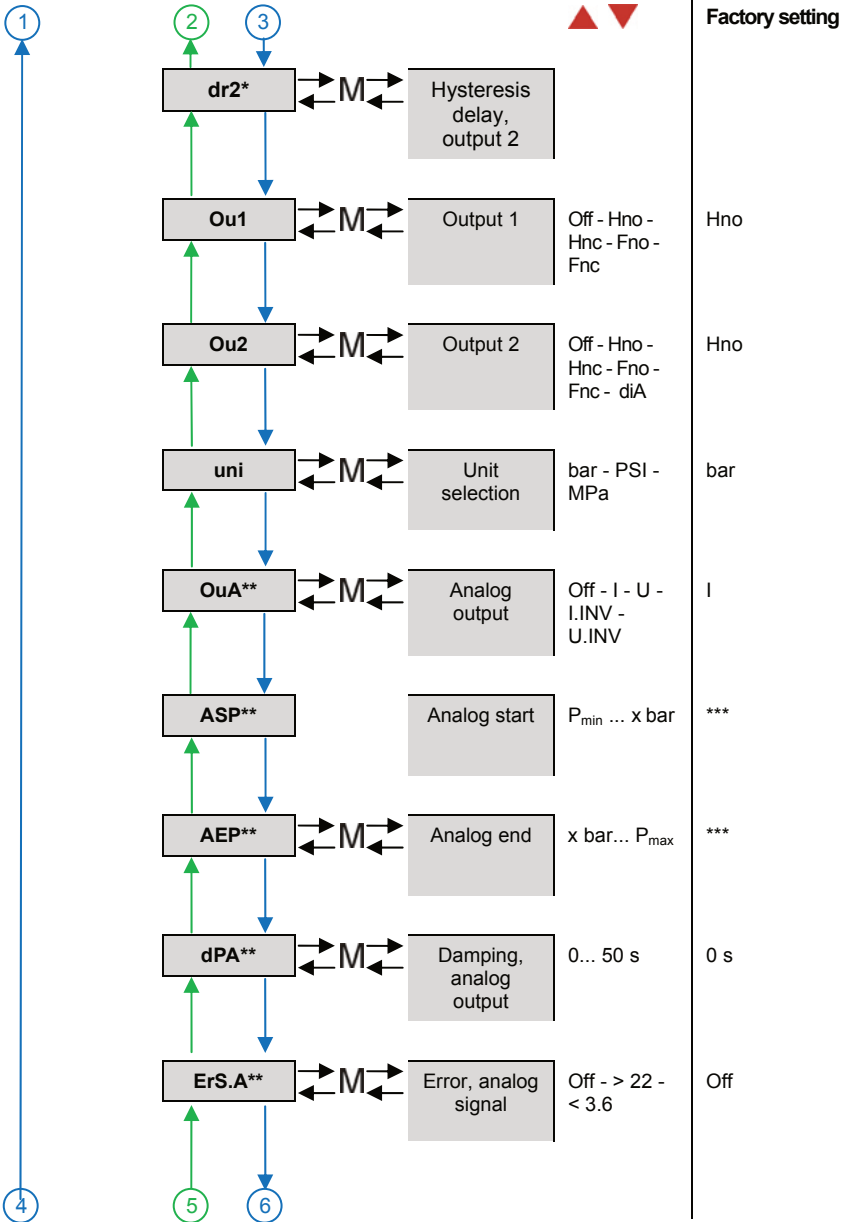 1 2 3 Factory setting
dr2* M Hysteresis
delay,
output 2
Ou1 M Output 1 Off - Hno - Hno
Hnc - Fno -
Fnc
Ou2 M Output 2 Off - Hno - Hno
Hnc - Fno -
Fnc - diA
uni M Unit bar - PSI - bar
selection MPa
OuA** M Analog Off - I - U - I
output I.INV -
U.INV
ASP** Analog start Pmin ... x bar ***
AEP** M Analog end x bar... Pmax ***
dPA** M Damping, 0... 50 s 0 s
analog
output
ErS.A** M Error, analog Off - > 22 - Off
signal < 3.6
4 5 6